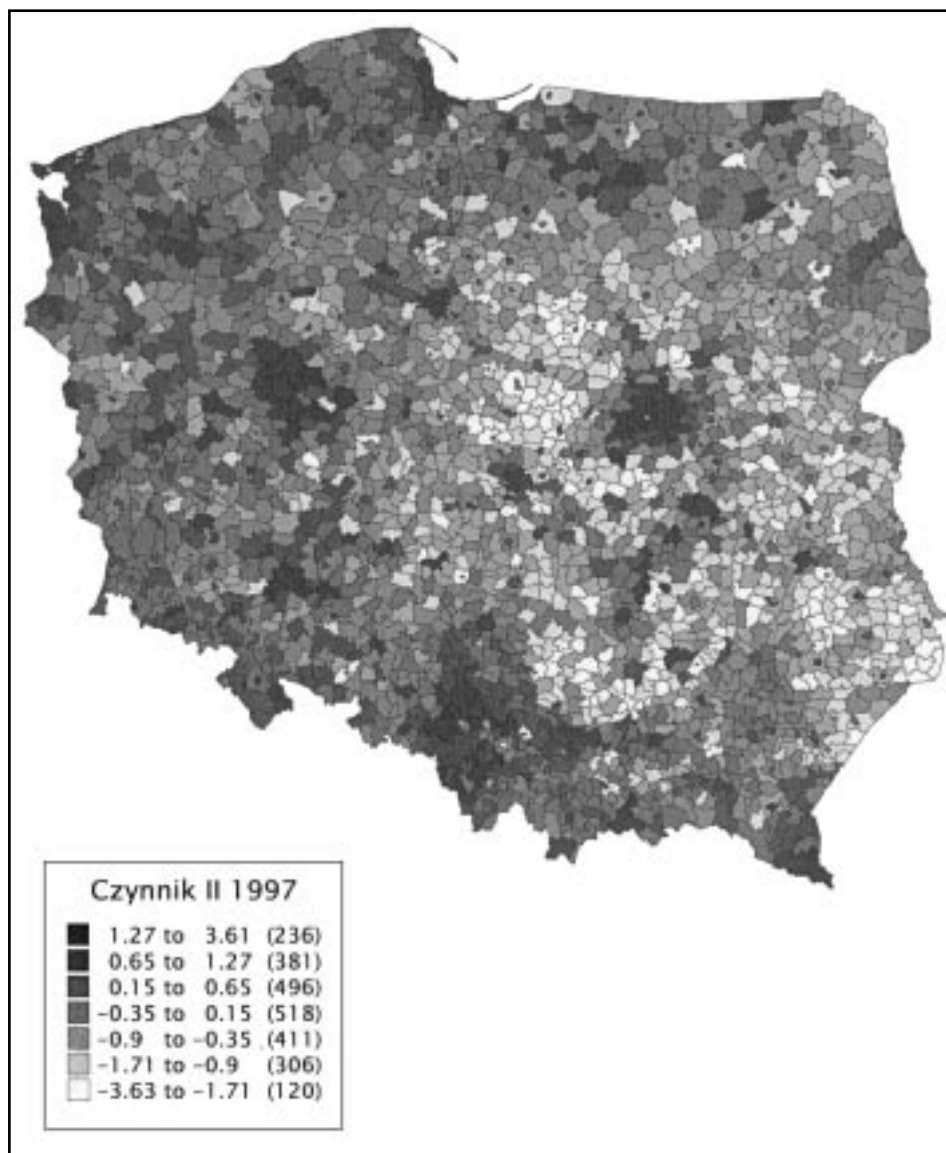 Czynnik II 1997
1.27 to 3.61 (236)
0.65 to 1.27 (381)
0.15 to 0.65 (496)
−0.35 to 0.15 (518)
−0.9 to −0.35 (411)
−1.71 to −0.9 (306)
−3.63 to −1.71 (120)